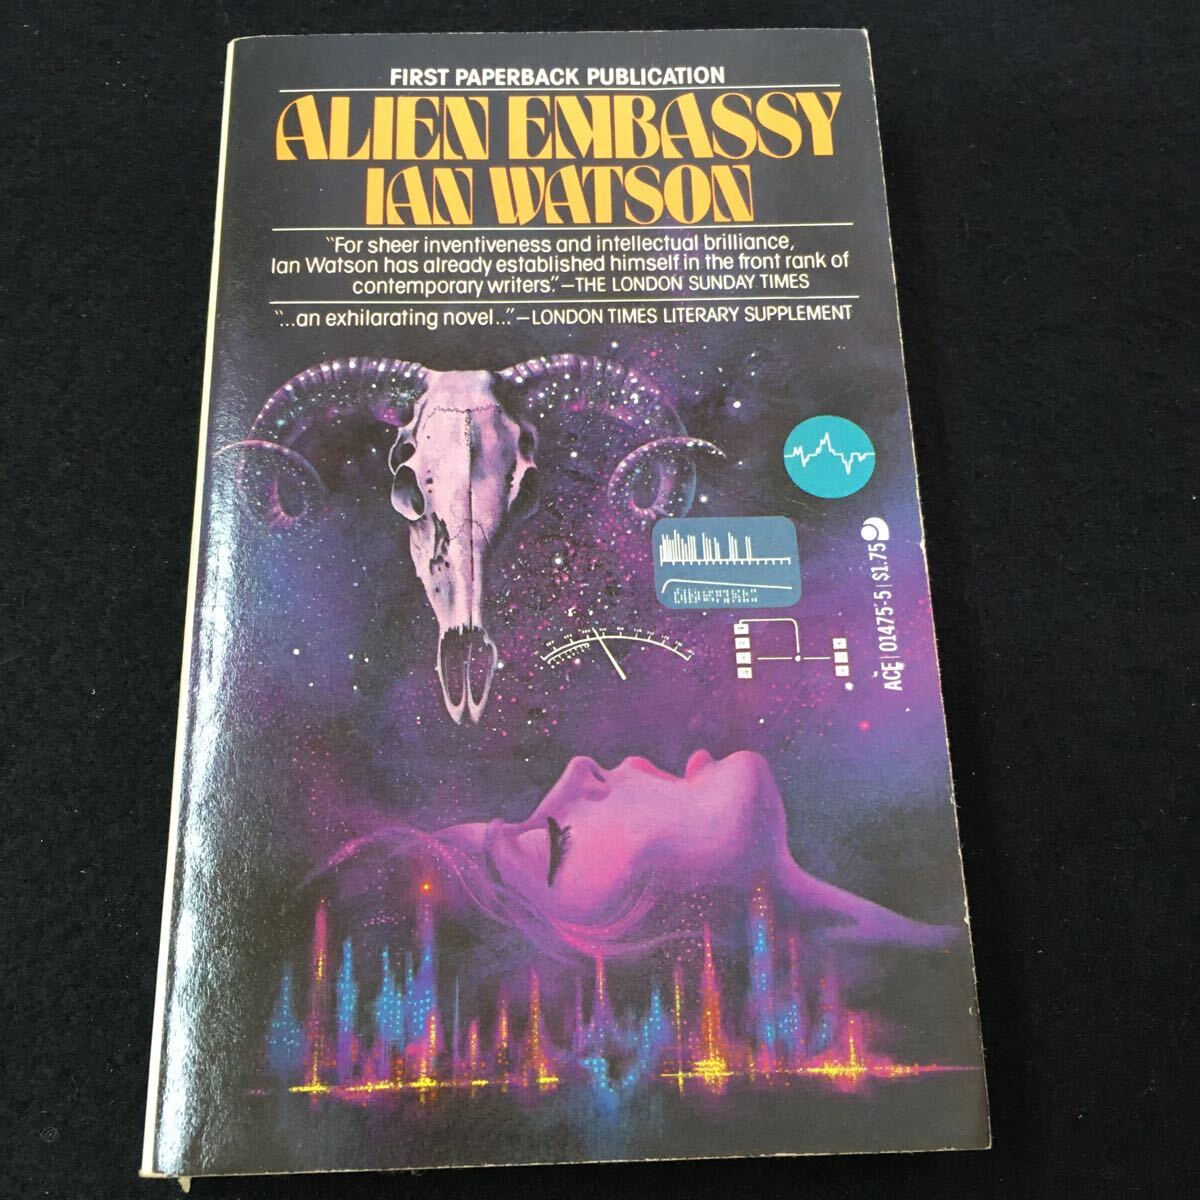 FIRST PAPERBACK PUBLICATION
ALIEN EMBASSY
IAN WATSON
"For sheer inventiveness and intellectual brilliance,
Ian Watson has already established himself in the front rank of
contemporary writers."—THE LONDON SUNDAY TIMES
"...an exhilarating novel..."—LONDON TIMES LITERARY SUPPLEMENT
ACE | 01475-5 | $1.75